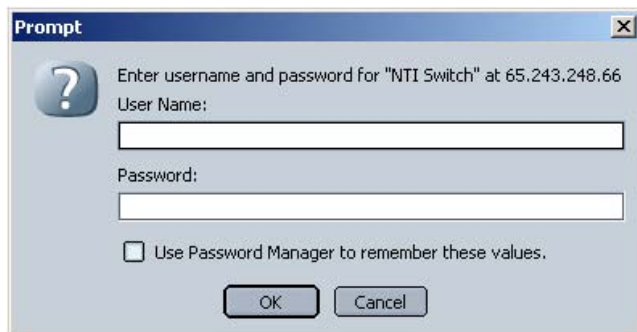 Prompt
Enter username and password for "NTI Switch" at 65.243.248.66
User Name:
Password:
Use Password Manager to remember these values.
OK Cancel